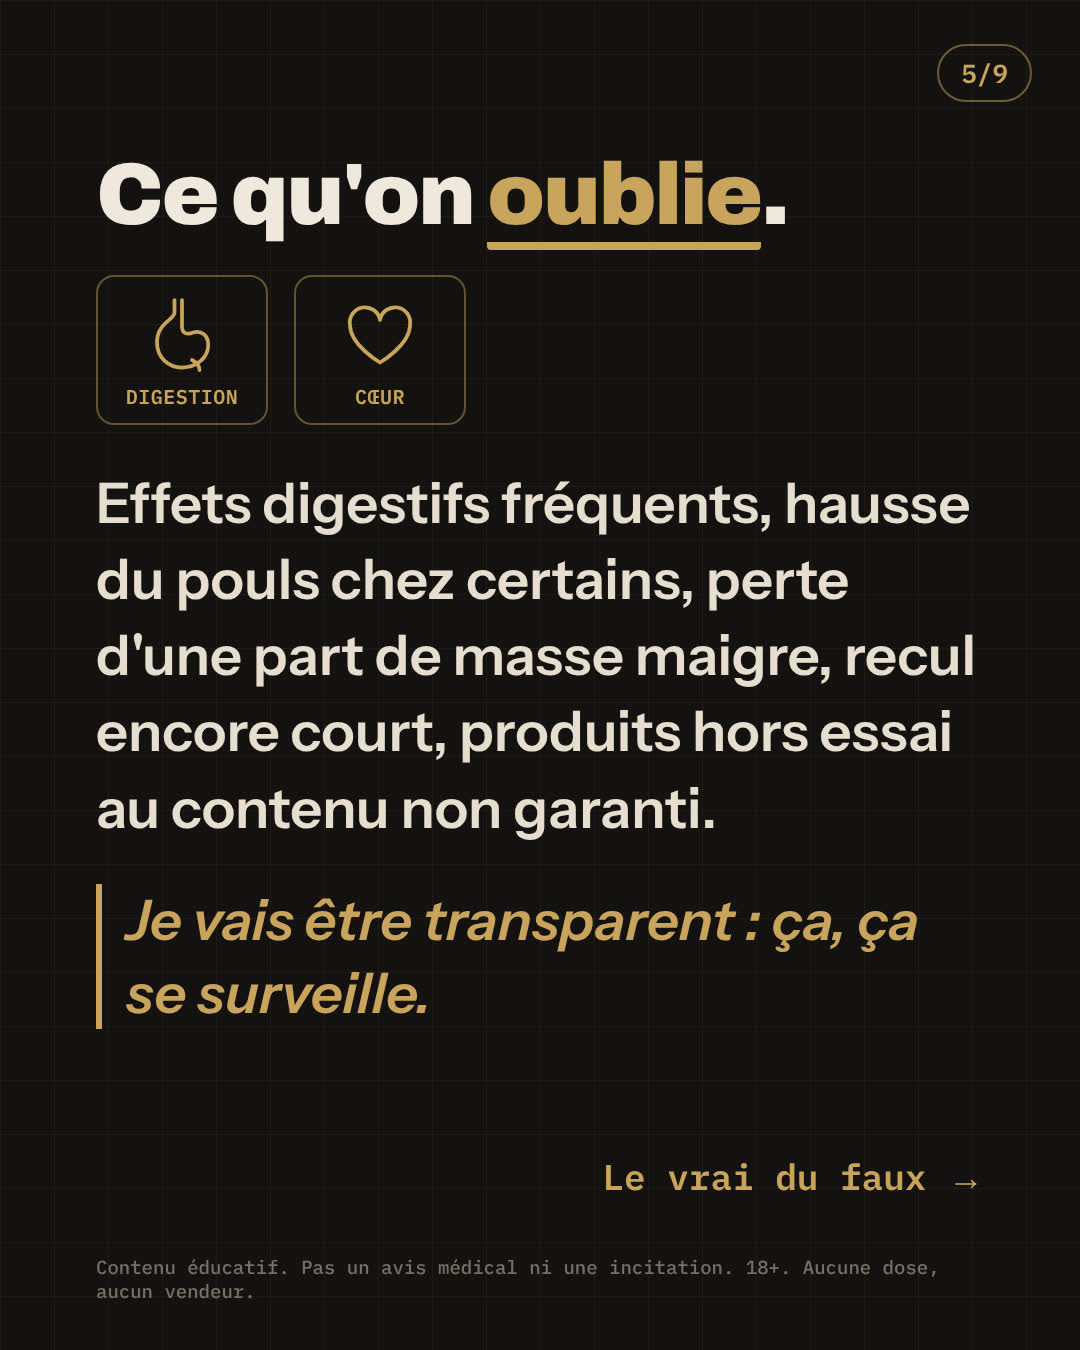 5/9
Ce qu'on oublie.
DIGESTION
CŒUR
Effets digestifs fréquents, hausse
du pouls chez certains, perte
d'une part de masse maigre, recul
encore court, produits hors essai
au contenu non garanti.
Je vais être transparent : ça, ça
se surveille.
Le vrai du faux →
Contenu éducatif. Pas un avis médical ni une incitation. 18+. Aucune dose,
aucun vendeur.